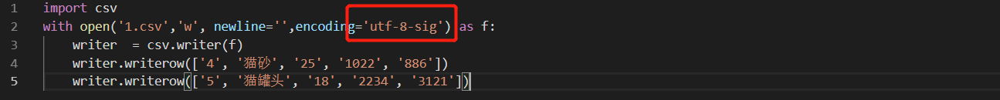 1 import csv
2 with open('1.csv','w', newline='',encoding='utf-8-sig') as f:
3     writer  = csv.writer(f)
4     writer.writerow(['4', '猫砂', '25', '1022', '886'])
5     writer.writerow(['5', '猫罐头', '18', '2234', '3121'])